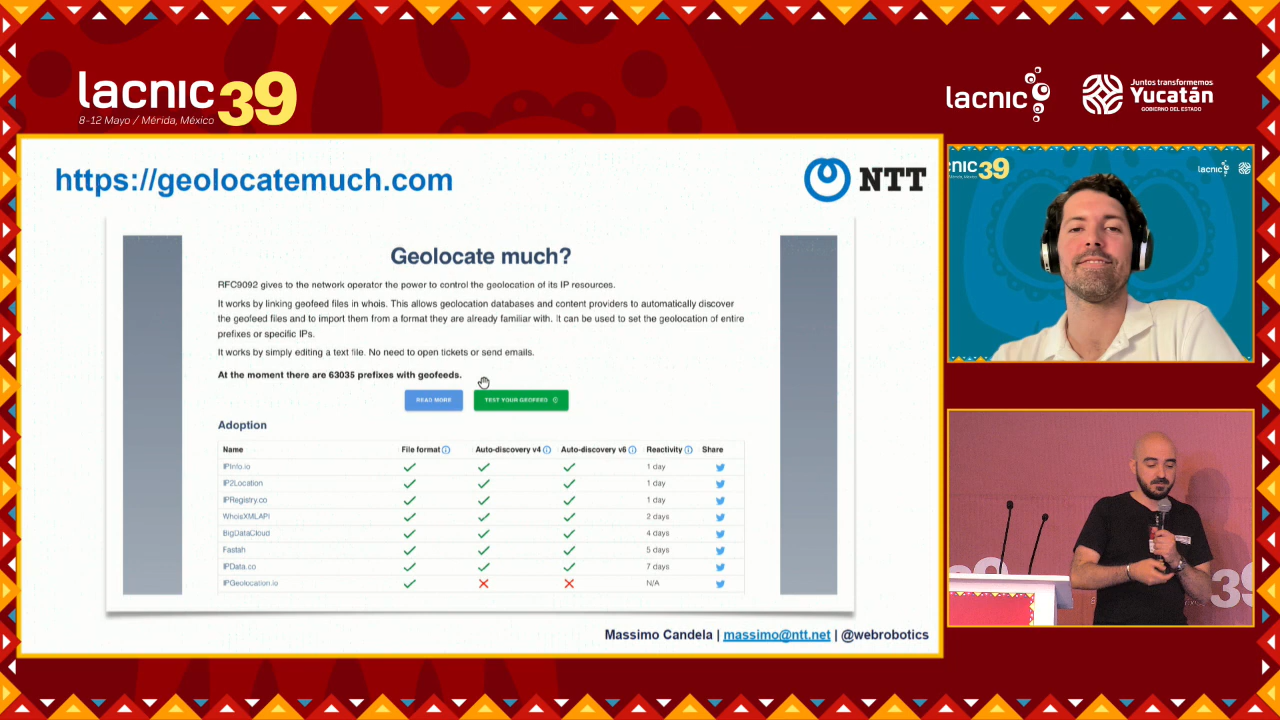 lacnic39
8-12 Mayo / Mérida, México
lacnic
Juntos transformemos
Yucatán
GOBIERNO DEL ESTADO
https://geolocatemuch.com
NTT
Geolocate much?
RFC9092 gives to the network operator the power to control the geolocation of its IP resources.
It works by linking geofeed files in whois. This allows geolocation databases and content providers to automatically discover
the geofeed files and to import them from a format they are already familiar with. It can be used to set the geolocation of entire
prefixes or specific IPs.
It works by simply editing a text file. No need to open tickets or send emails.
At the moment there are 63035 prefixes with geofeeds.
READ MORE TEST YOUR GEOFEED
Adoption
Name File format Auto-discovery v4 Auto-discovery v6 Reactivity Share
IPInfo.io 1 day
IP2Location 1 day
IPRegistry.co 1 day
WhoisXMLAPI 2 days
BigDataCloud 4 days
Fastah 5 days
IPData.co 7 days
IPGeolocation.io N/A
Massimo Candela | massimo@ntt.net | @webrobotics
cnic39
lacnic
39